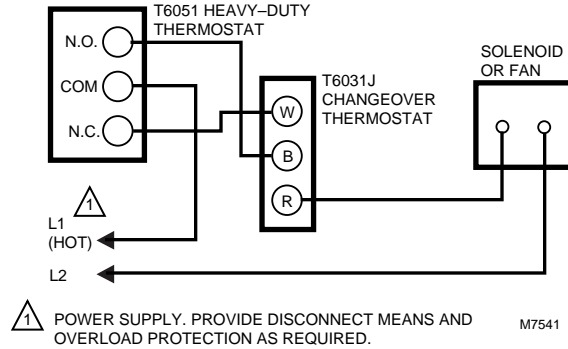 T6051 HEAVY–DUTY
THERMOSTAT
N.O.
COM
N.C.
T6031J
CHANGEOVER
THERMOSTAT
W
B
R
SOLENOID
OR FAN
1
L1
(HOT)
L2
1 POWER SUPPLY. PROVIDE DISCONNECT MEANS AND
OVERLOAD PROTECTION AS REQUIRED.
M7541